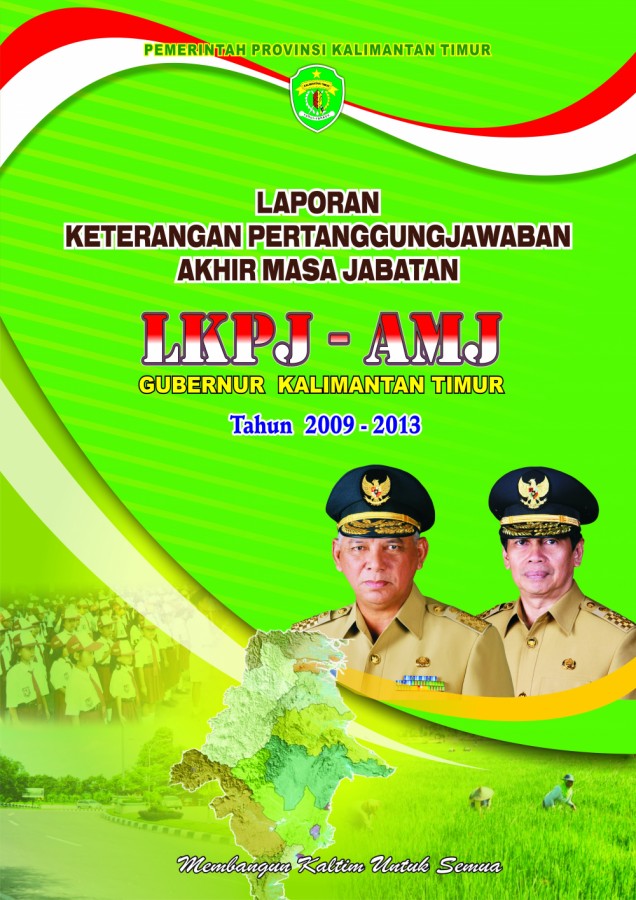 PEMERINTAH PROVINSI KALIMANTAN TIMUR
LAPORAN
KETERANGAN PERTANGGUNGJAWABAN
AKHIR MASA JABATAN
LKPJ - AMJ
GUBERNUR KALIMANTAN TIMUR
Tahun 2009 - 2013
Membangun Kaltim Untuk Semua